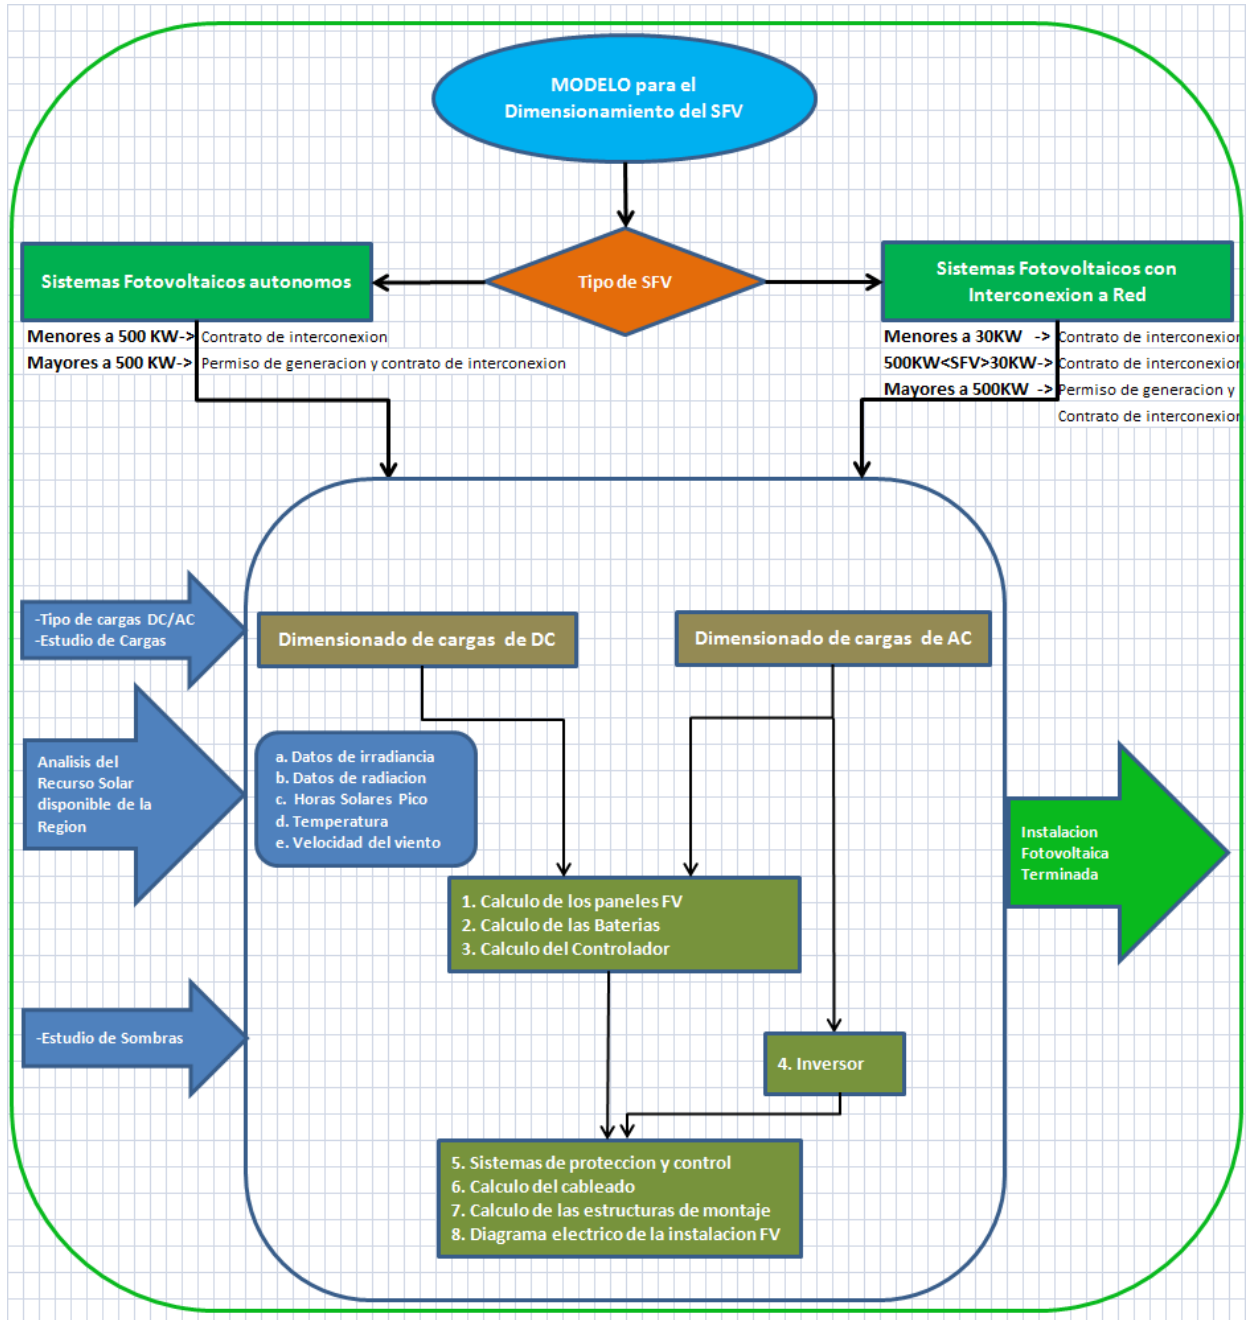 MODELO para el
Dimensionamiento del SFV
Tipo de SFV
Sistemas Fotovoltaicos autonomos
Menores a 500 KW-> Contrato de interconexion
Mayores a 500 KW-> Permiso de generacion y contrato de interconexion
Sistemas Fotovoltaicos con
Interconexion a Red
Menores a 30KW -> Contrato de interconexion
500KW<SFV>30KW-> Contrato de interconexion
Mayores a 500KW -> Permiso de generacion y
Contrato de interconexion
-Tipo de cargas DC/AC
-Estudio de Cargas
Dimensionado de cargas de DC
Dimensionado de cargas de AC
Analisis del
Recurso Solar
disponible de la
Region
a. Datos de irradiancia
b. Datos de radiacion
c. Horas Solares Pico
d. Temperatura
e. Velocidad del viento
Instalacion
Fotovoltaica
Terminada
1. Calculo de los paneles FV
2. Calculo de las Baterias
3. Calculo del Controlador
-Estudio de Sombras
4. Inversor
5. Sistemas de proteccion y control
6. Calculo del cableado
7. Calculo de las estructuras de montaje
8. Diagrama electrico de la instalacion FV